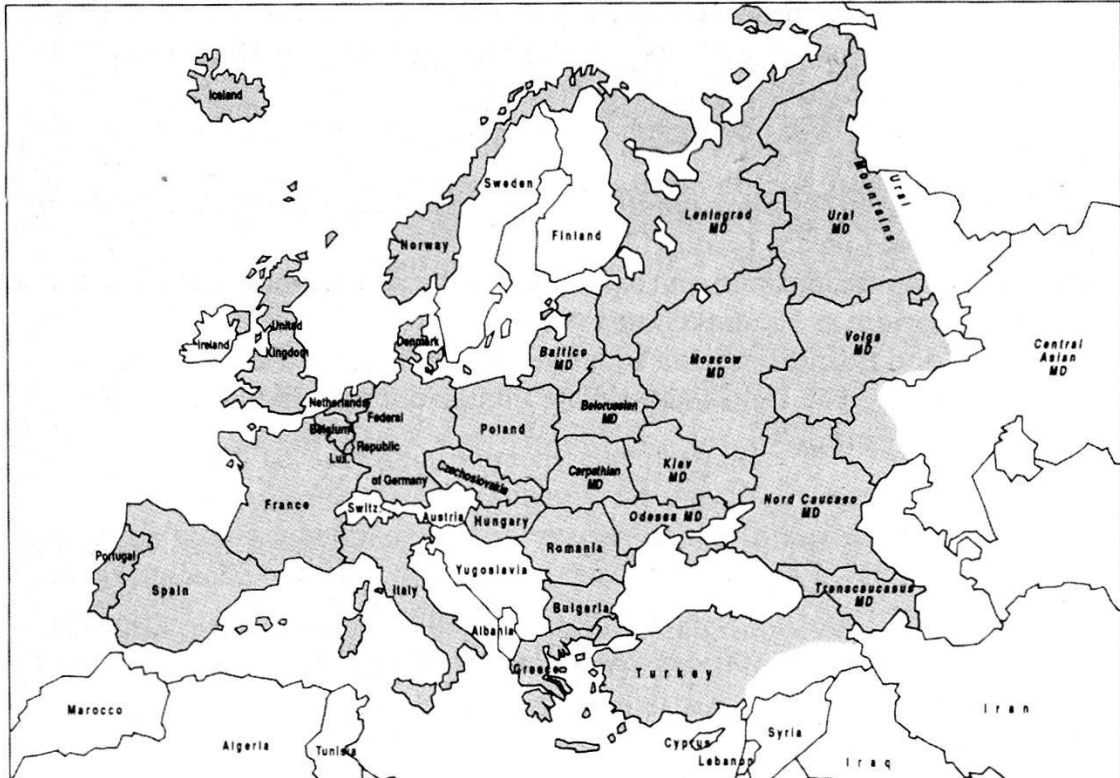 Iceland
Sweden
Norway
Finland
Leningrad
MD
Ural
MD
Ural
Mountains
Ireland
United
Kingdom
Denmark
Baltico
MD
Moscow
MD
Volga
MD
Central
Asian
MD
Netherlands
Belgium
Lux.
Federal
Republic
of Germany
Poland
Belorussian
MD
Czechoslovakia
Carpathian
MD
Kiev
MD
France
Switz.
Austria
Hungary
Odessa MD
Nord Caucaso
MD
Romania
Portugal
Spain
Italy
Yugoslavia
Bulgaria
Transcaucasus
MD
Albania
Greece
Turkey
Marocco
Algeria
Tunisia
Cyprus
Lebanon
Syria
Iraq
Iran